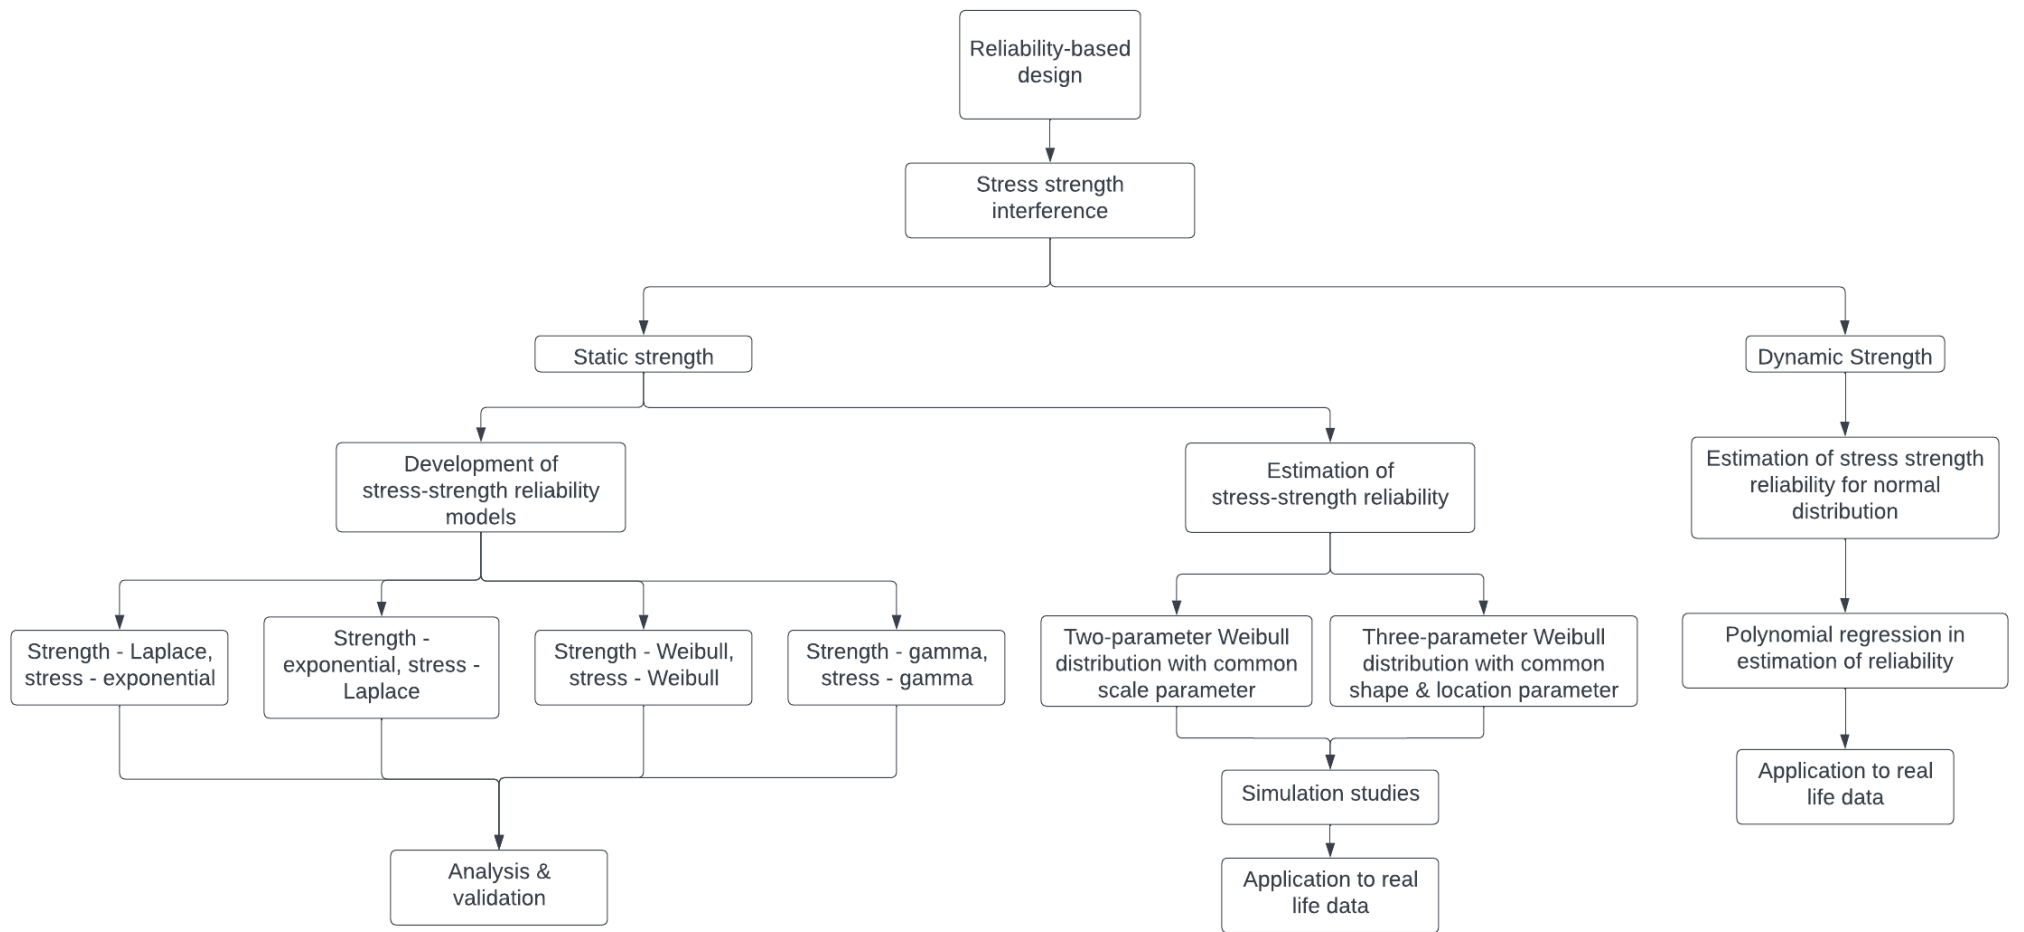 Reliability-based
design
Stress strength
interference
Static strength
Dynamic Strength
Development of
stress-strength reliability
models
Estimation of
stress-strength reliability
Estimation of stress strength
reliability for normal
distribution
Strength - Laplace,
stress - exponential
Strength -
exponential, stress -
Laplace
Strength - Weibull,
stress - Weibull
Strength - gamma,
stress - gamma
Two-parameter Weibull
distribution with common
scale parameter
Three-parameter Weibull
distribution with common
shape & location parameter
Polynomial regression in
estimation of reliability
Simulation studies
Application to real
life data
Analysis &
validation
Application to real
life data